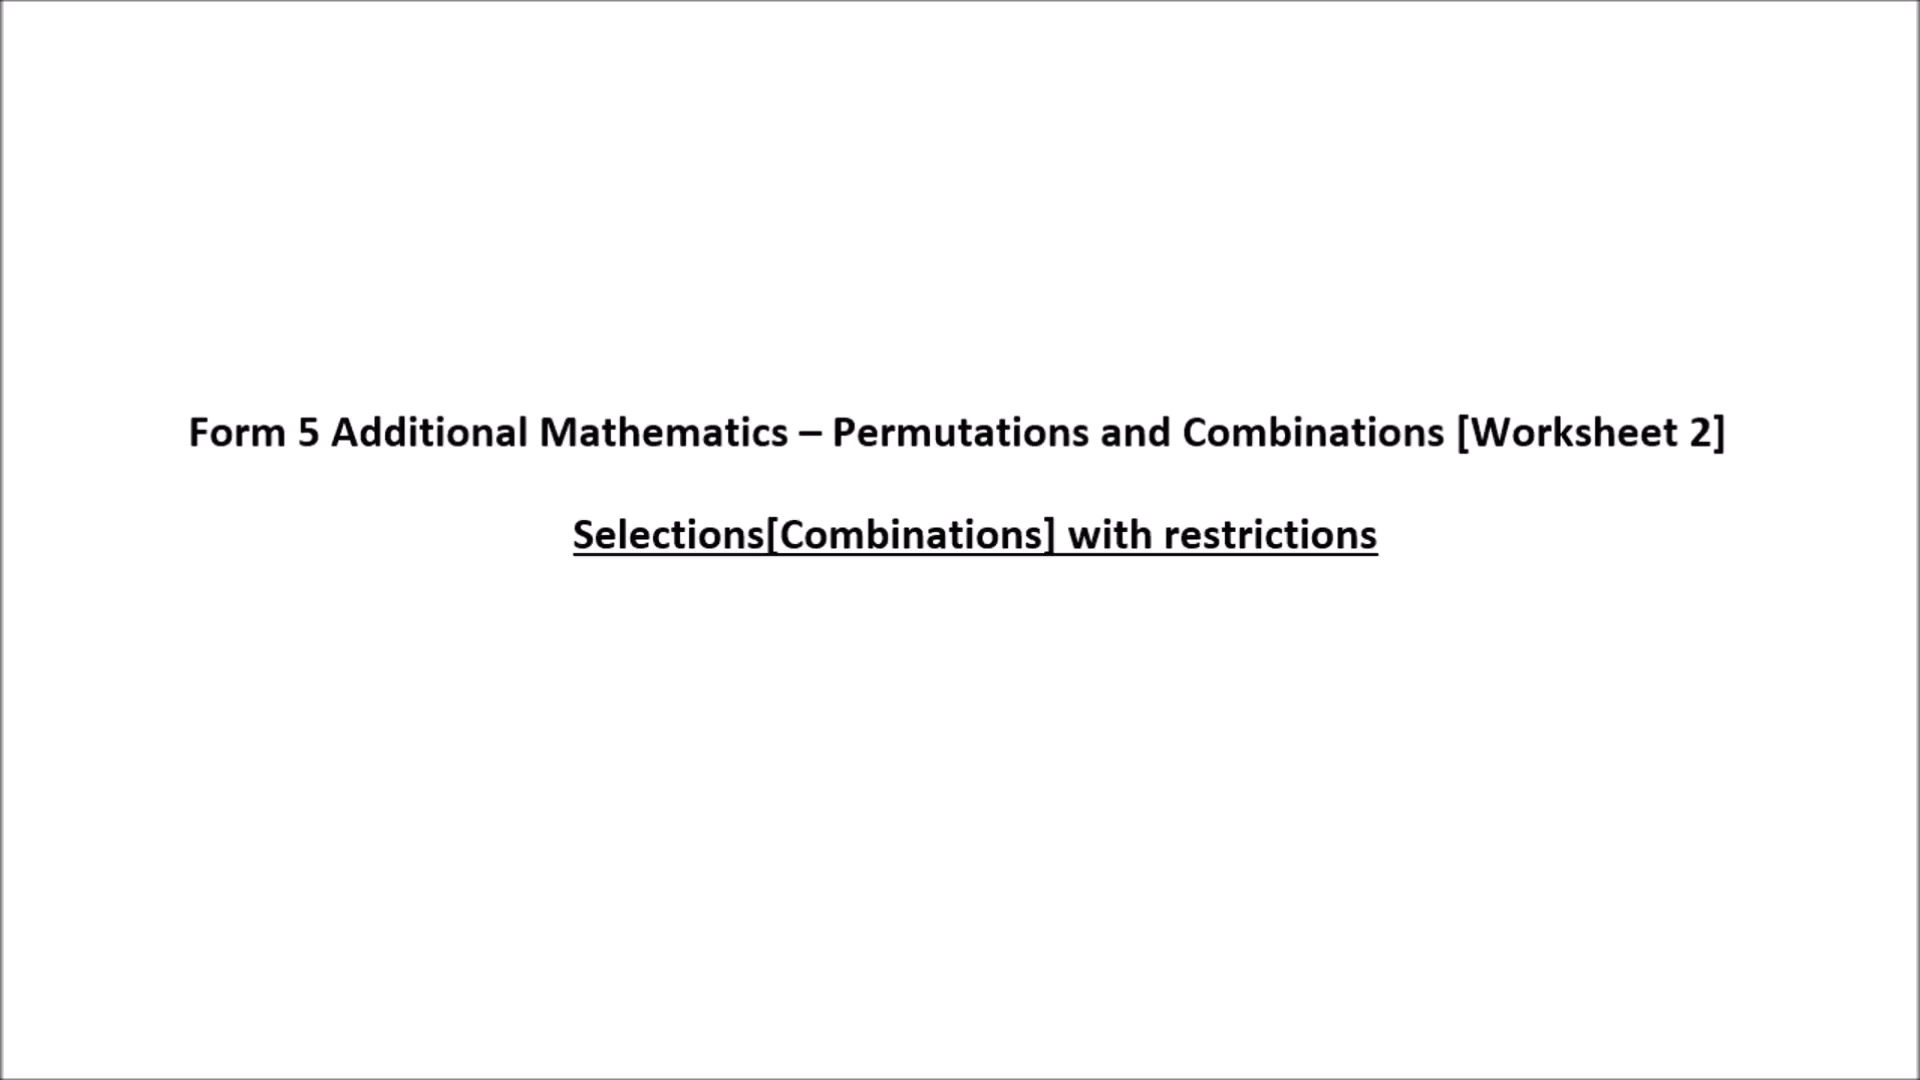 Form 5 Additional Mathematics – Permutations and Combinations [Worksheet 2]
Selections[Combinations] with restrictions